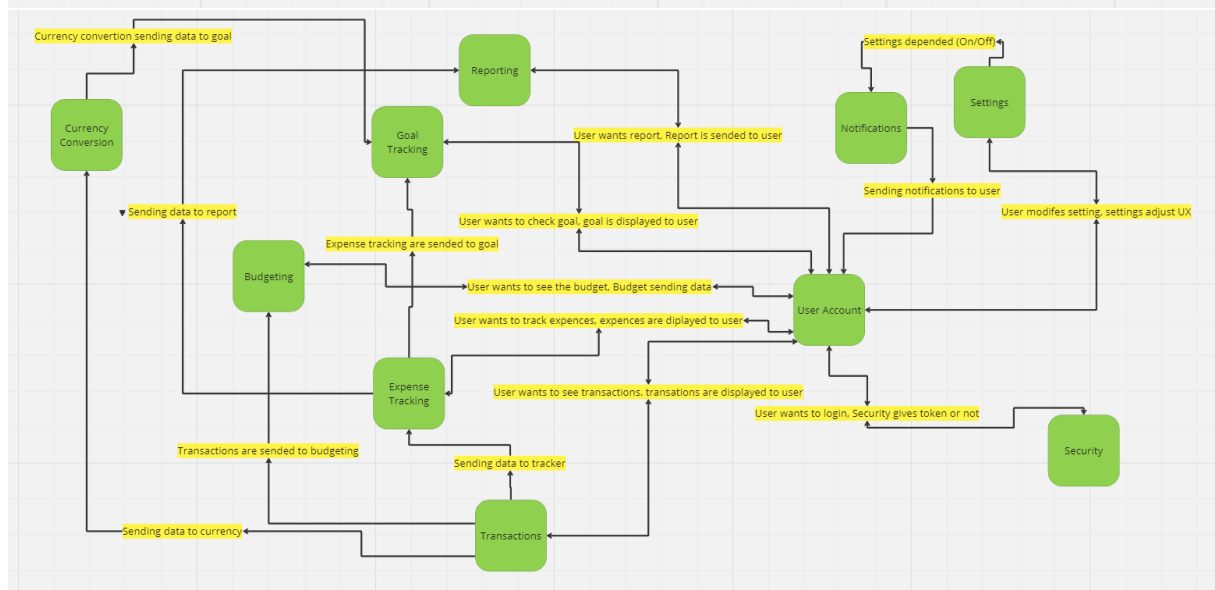 Currency convertion sending data to goal
Reporting
Settings depended (On/Off)
Settings
Currency
Conversion
Goal
Tracking
Notifications
User wants report, Report is sended to user
Sending notifications to user
Sending data to report
User wants to check goal, goal is displayed to user
User modifes setting, settings adjust UX
Expense tracking are sended to goal
Budgeting
User wants to see the budget, Budget sending data
User Account
User wants to track expences, expences are diplayed to user
Expense
Tracking
User wants to see transactions. transations are displayed to user
User wants to login, Security gives token or not
Transactions are sended to budgeting
Security
Sending data to tracker
Sending data to currency
Transactions